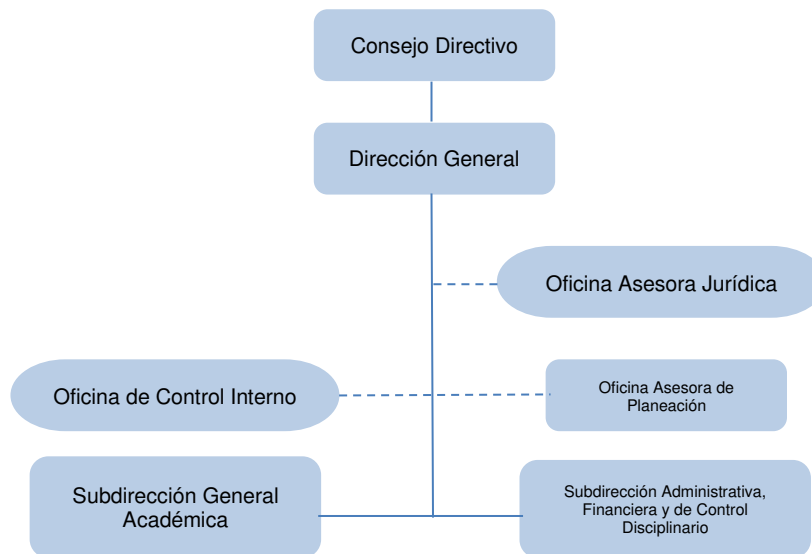 Consejo Directivo
Dirección General
Oficina Asesora Jurídica
Oficina de Control Interno
Oficina Asesora de
Planeación
Subdirección General
Académica
Subdirección Administrativa,
Financiera y de Control
Disciplinario